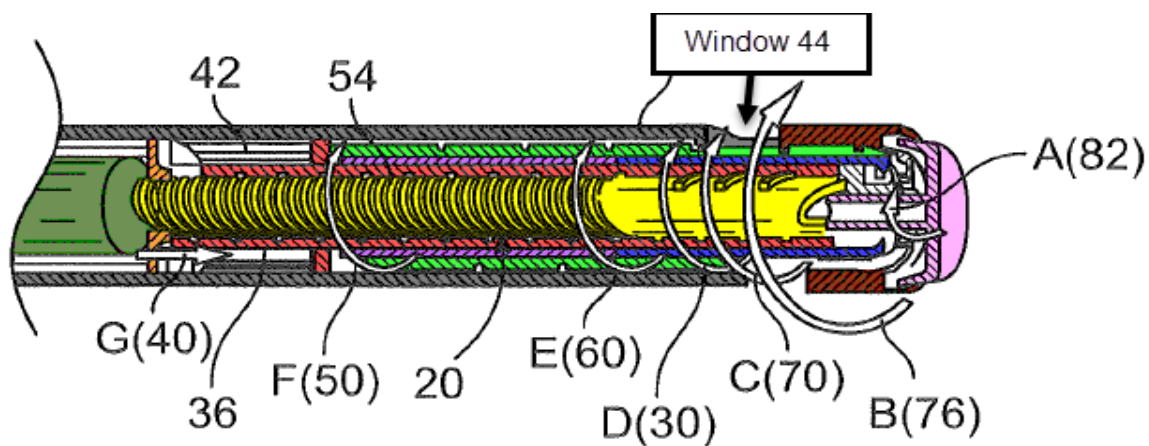 Window 44
42
54
A(82)
G(40)
36
F(50)
20
E(60)
D(30)
C(70)
B(76)